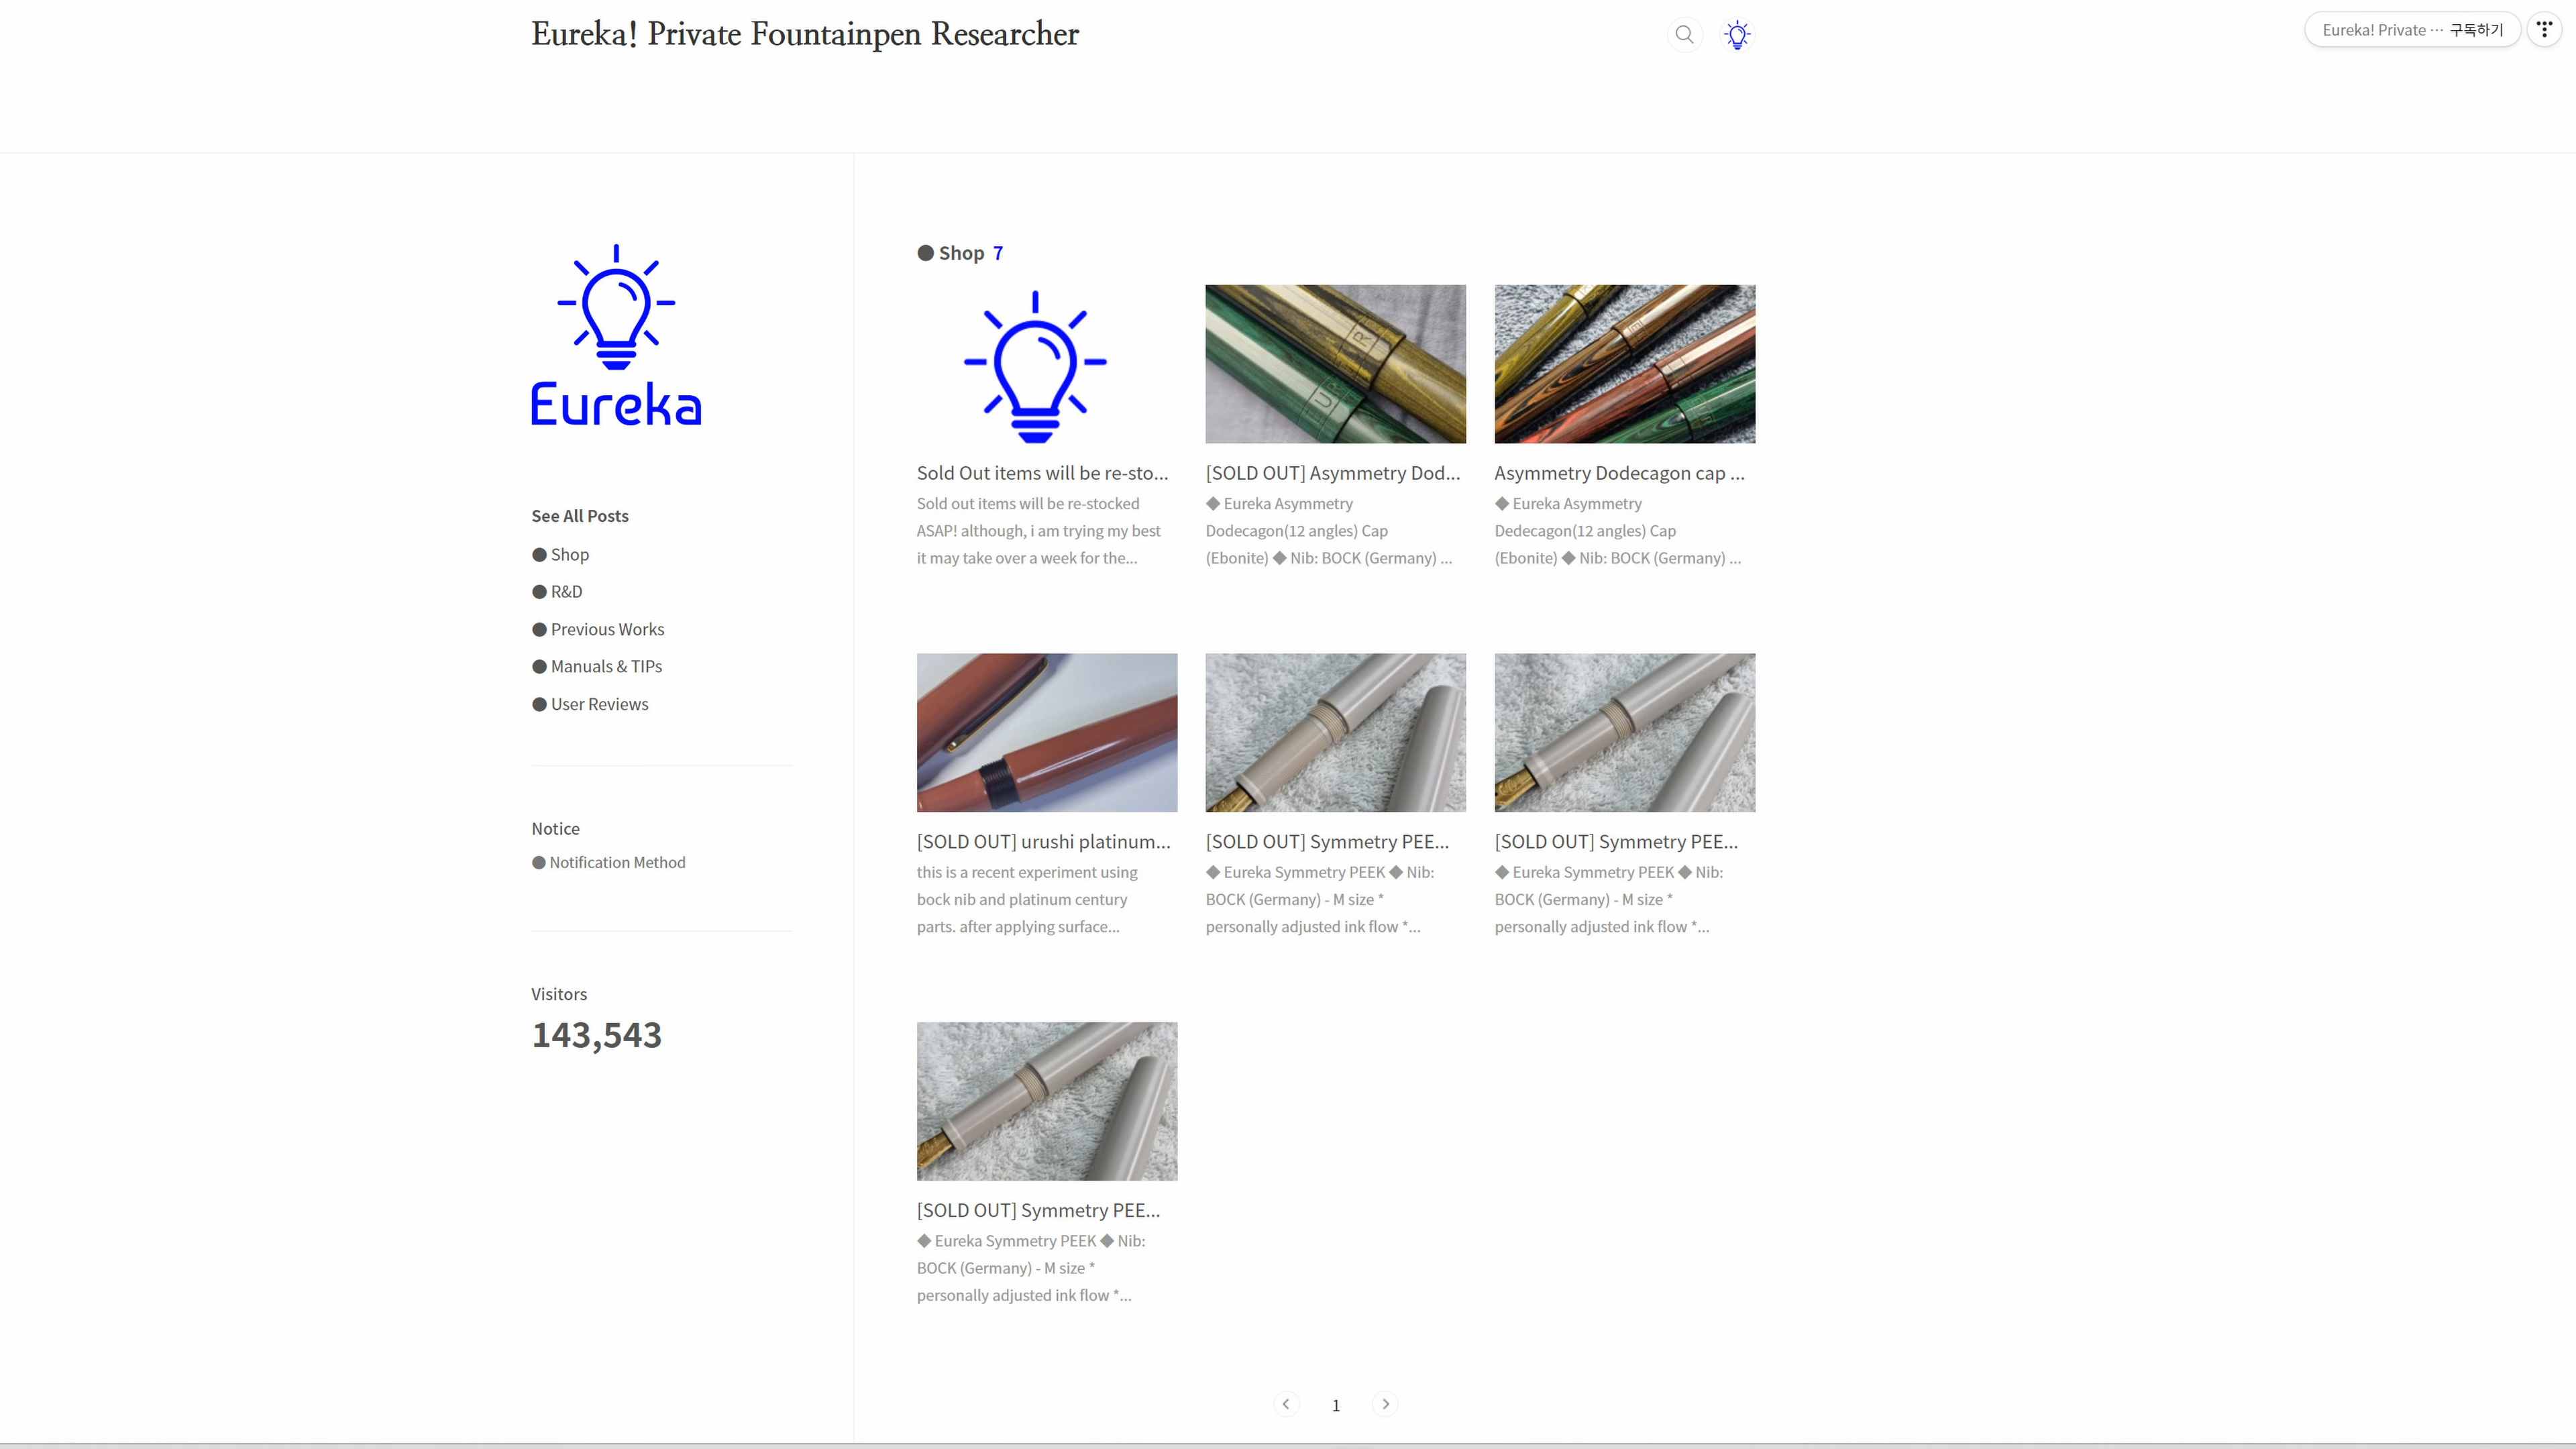 Eureka! Private Fountainpen Researcher
Eureka! Private ··· 구독하기
Eureka
See All Posts
● Shop
● R&D
● Previous Works
● Manuals & TIPs
● User Reviews
Notice
● Notification Method
Visitors
143,543
● Shop 7
Sold Out items will be re-sto...
Sold out items will be re-stocked
ASAP! although, i am trying my best
it may take over a week for the...
[SOLD OUT] Asymmetry Dod...
◆ Eureka Asymmetry
Dodecagon(12 angles) Cap
(Ebonite) ◆ Nib: BOCK (Germany) ...
Asymmetry Dodecagon cap ...
◆ Eureka Asymmetry
Dedecagon(12 angles) Cap
(Ebonite) ◆ Nib: BOCK (Germany) ...
[SOLD OUT] urushi platinum...
this is a recent experiment using
bock nib and platinum century
parts. after applying surface...
[SOLD OUT] Symmetry PEE...
◆ Eureka Symmetry PEEK ◆ Nib:
BOCK (Germany) - M size *
personally adjusted ink flow *...
[SOLD OUT] Symmetry PEE...
◆ Eureka Symmetry PEEK ◆ Nib:
BOCK (Germany) - M size *
personally adjusted ink flow *...
[SOLD OUT] Symmetry PEE...
◆ Eureka Symmetry PEEK ◆ Nib:
BOCK (Germany) - M size *
personally adjusted ink flow *...
1